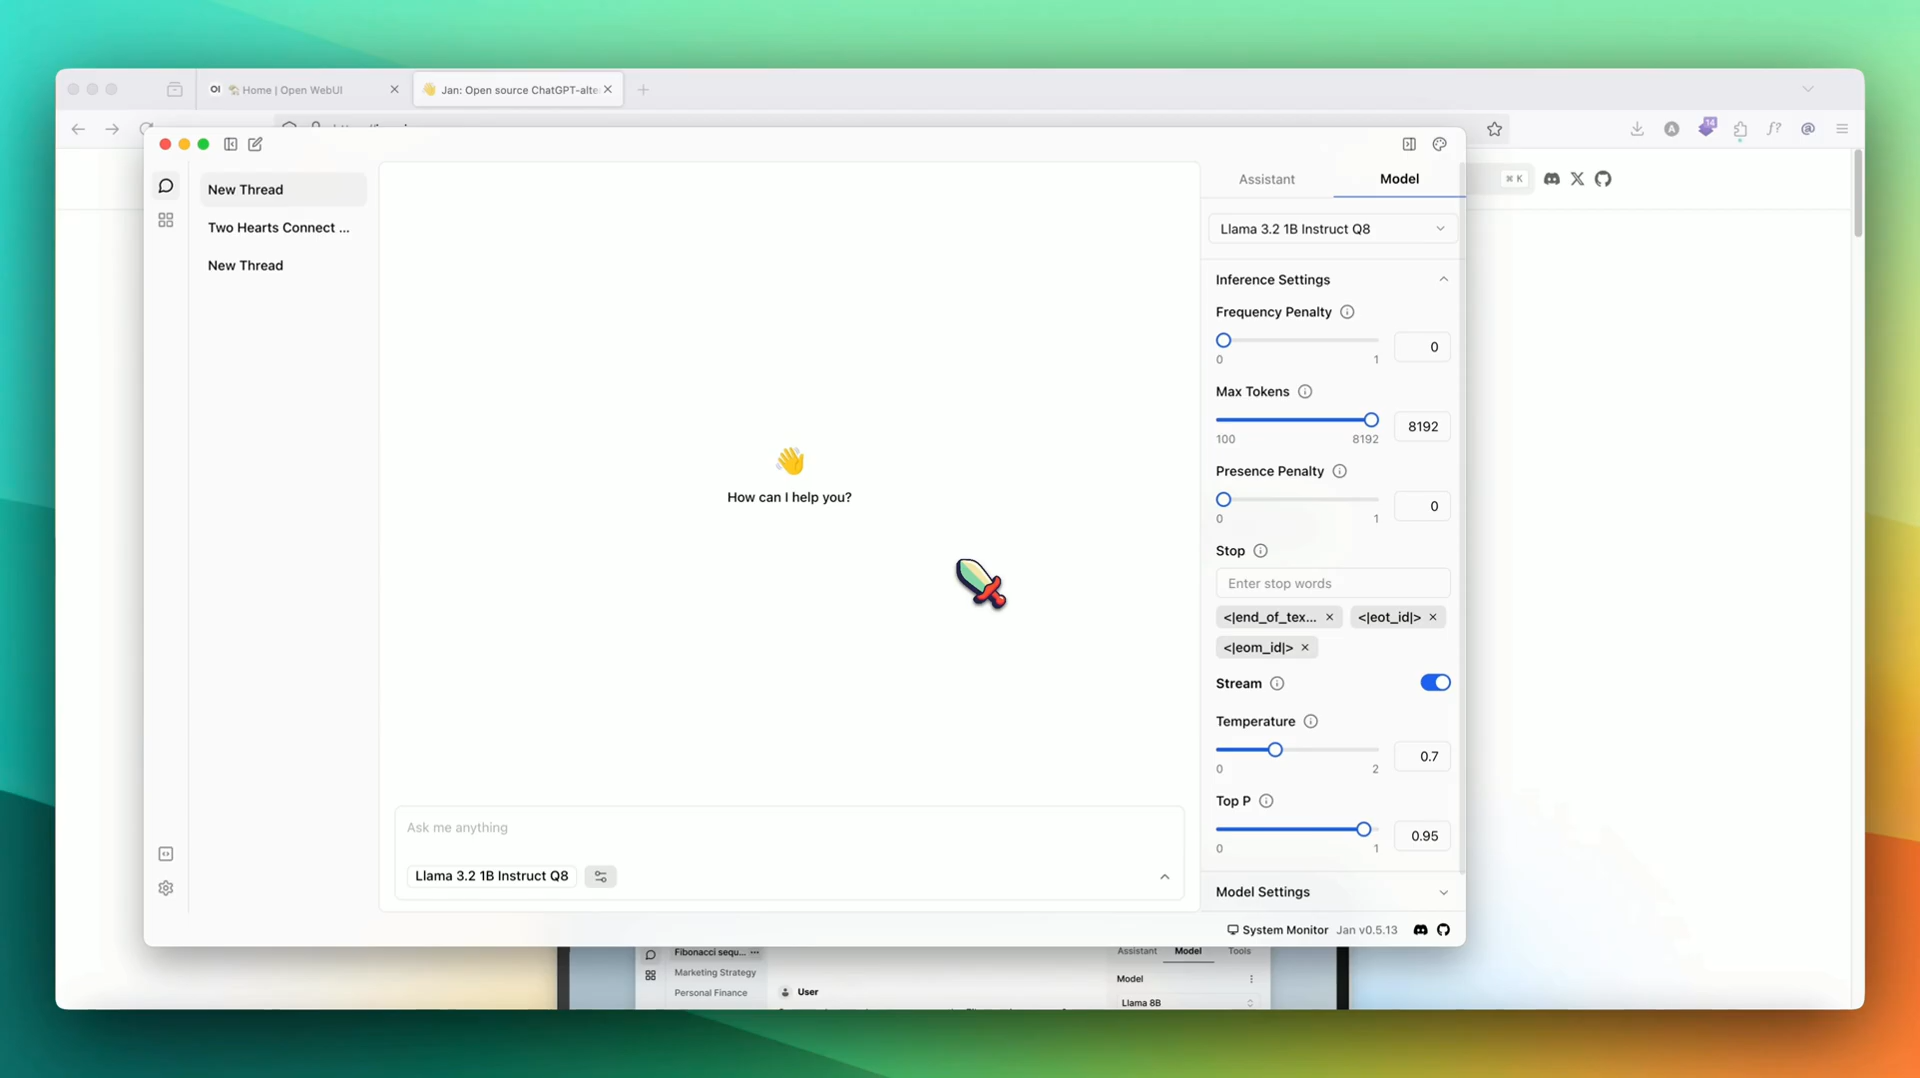 OI Home | Open WebUI
Jan: Open source ChatGPT-alte
14
A
f?
⌘ K
New Thread
Two Hearts Connect ...
New Thread
How can I help you?
Ask me anything
Llama 3.2 1B Instruct Q8
Assistant
Model
Llama 3.2 1B Instruct Q8
Inference Settings
Frequency Penalty
0
0 1
Max Tokens
8192
100 8192
Presence Penalty
0
0 1
Stop
Enter stop words
<|end_of_tex... × <|eot_id|> ×
<|eom_id|> ×
Stream
Temperature
0.7
0 2
Top P
0.95
0 1
Model Settings
System Monitor Jan v0.5.13
Fibonacci sequ... •••
Marketing Strategy
Personal Finance
User
Assistant Model Tools
Model
Llama 8B